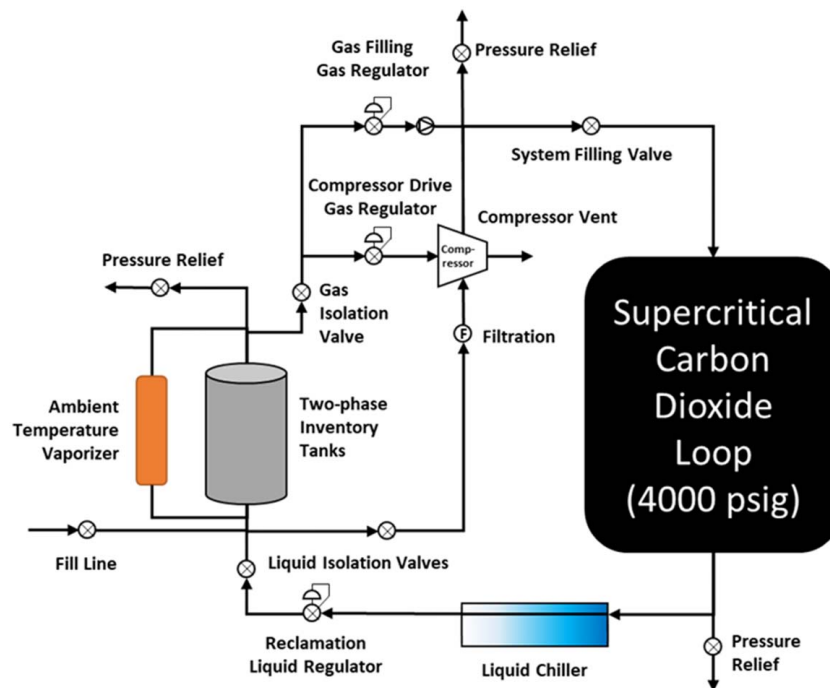 Gas Filling
Gas Regulator
Pressure Relief
System Filling Valve
Compressor Drive
Gas Regulator
Compressor Vent
Comp-
ressor
Pressure Relief
Gas
Isolation
Valve
F
Filtration
Supercritical
Carbon
Dioxide
Loop
(4000 psig)
Ambient
Temperature
Vaporizer
Two-phase
Inventory
Tanks
Fill Line
Liquid Isolation Valves
Reclamation
Liquid Regulator
Liquid Chiller
Pressure
Relief